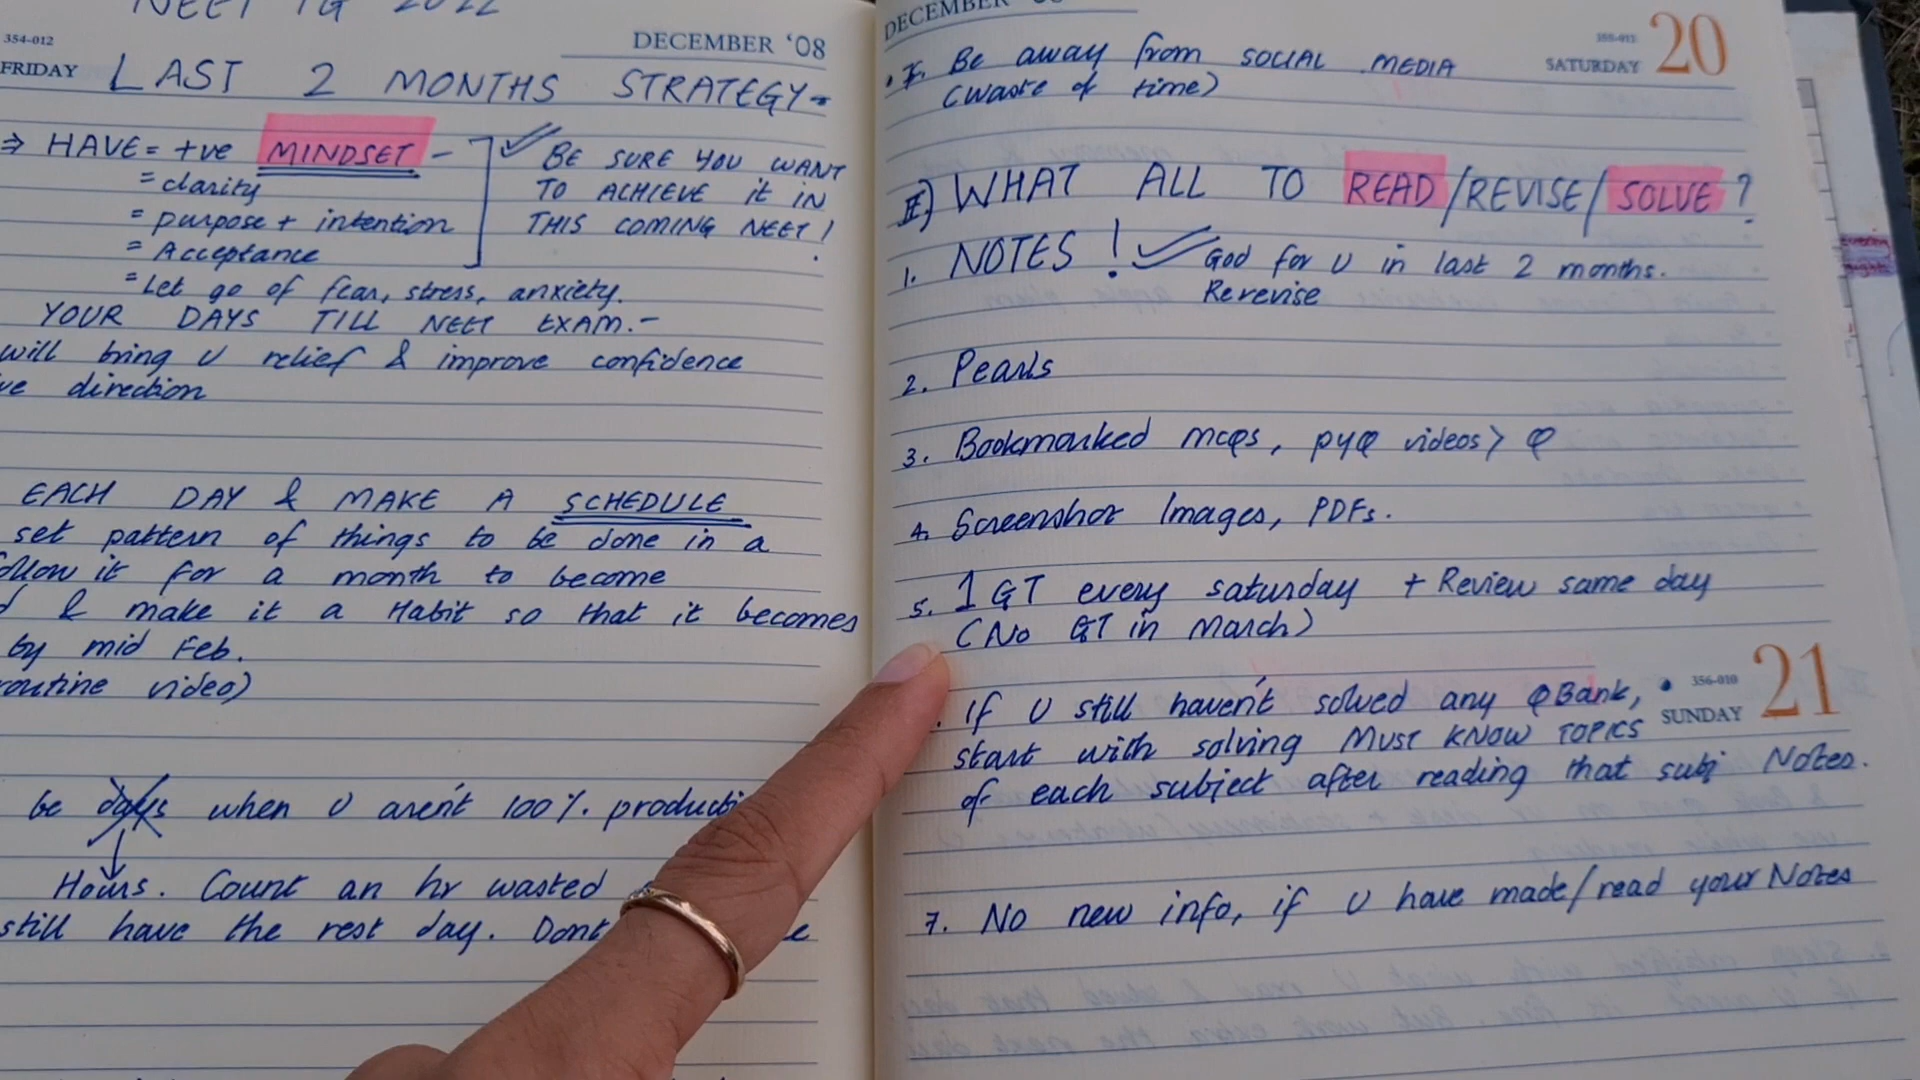 NEET PG 2022
354-012
DECEMBER '08
FRIDAY
LAST 2 MONTHS STRATEGY-
⇒ HAVE = +ve MINDSET -
= clarity
= purpose + intention
= Acceptance
= Let go of fear, stress, anxiety.
BE SURE YOU WANT
TO ACHIEVE it iN
THIS COMING NEET!
YOUR DAYS TILL NEET EXAM.-
will bring U relief & improve confidence
ve direction
EACH DAY & MAKE A SCHEDULE
set pattern of things to be done in a
ollow it for a month to become
& make it a Habit so that it becomes
by mid Feb.
routine video)
be days when U aren't 100%. producti
Hours. Count an hr wasted
still have the rest day. Dont
DECEMBER
20
SATURDAY
7. Be away from SOCIAL MEDIA
(waste of time)
II) WHAT ALL TO READ/REVISE/SOLVE?
1. NOTES! God for U in last 2 months.
Rerevise
2. Pearls
3. Bookmarked mcqs, pyQ videos> Q
4. Screenshot Images, PDFs.
5. 1 GT every saturday + Review same day
(No GT in March)
356-010
SUNDAY
21
. If U still haven't solved any QBank,
start with solving MUST KNOW TOPICS
of each subject after reading that subj Notes.
7. No new info, if U have made/read your Notes